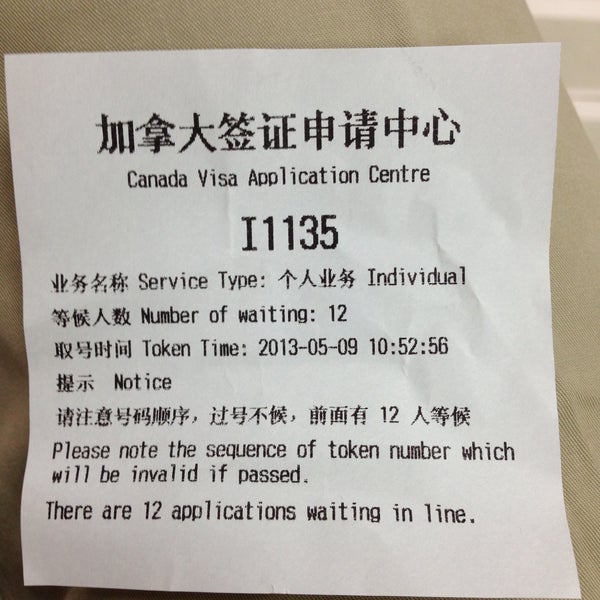 加拿大签证申请中心
Canada Visa Application Centre
I1135
业务名称 Service Type: 个人业务 Individual
等候人数 Number of waiting: 12
取号时间 Token Time: 2013-05-09 10:52:56
提示 Notice
请注意号码顺序，过号不候，前面有 12 人等候
Please note the sequence of token number which
will be invalid if passed.
There are 12 applications waiting in line.